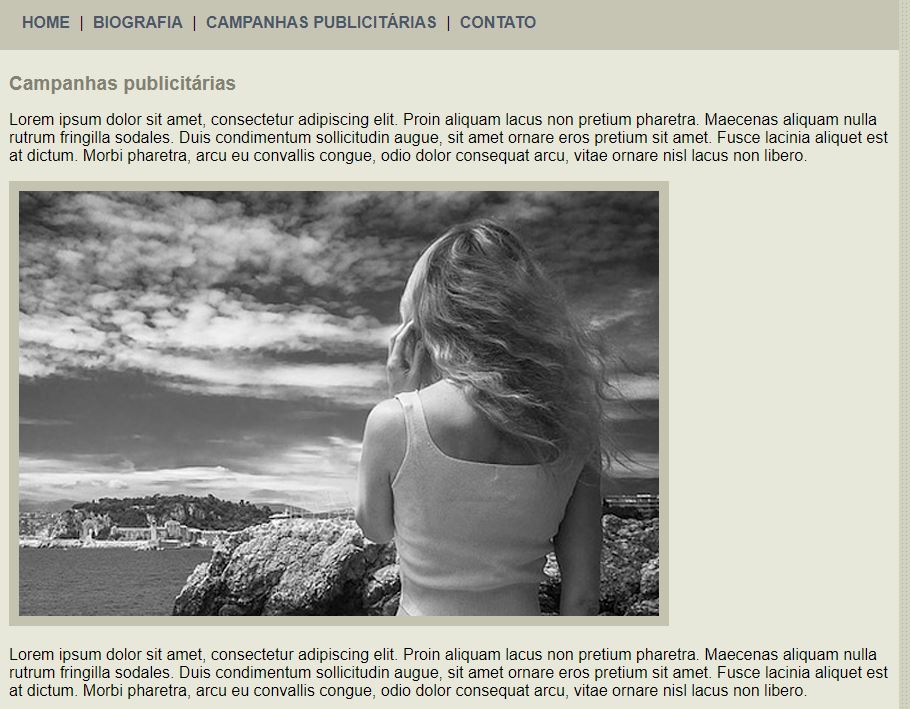 HOME | BIOGRAFIA | CAMPANHAS PUBLICITÁRIAS | CONTATO
Campanhas publicitárias
Lorem ipsum dolor sit amet, consectetur adipiscing elit. Proin aliquam lacus non pretium pharetra. Maecenas aliquam nulla
rutrum fringilla sodales. Duis condimentum sollicitudin augue, sit amet ornare eros pretium sit amet. Fusce lacinia aliquet est
at dictum. Morbi pharetra, arcu eu convallis congue, odio dolor consequat arcu, vitae ornare nisl lacus non libero.
Lorem ipsum dolor sit amet, consectetur adipiscing elit. Proin aliquam lacus non pretium pharetra. Maecenas aliquam nulla
rutrum fringilla sodales. Duis condimentum sollicitudin augue, sit amet ornare eros pretium sit amet. Fusce lacinia aliquet est
at dictum. Morbi pharetra, arcu eu convallis congue, odio dolor consequat arcu, vitae ornare nisl lacus non libero.